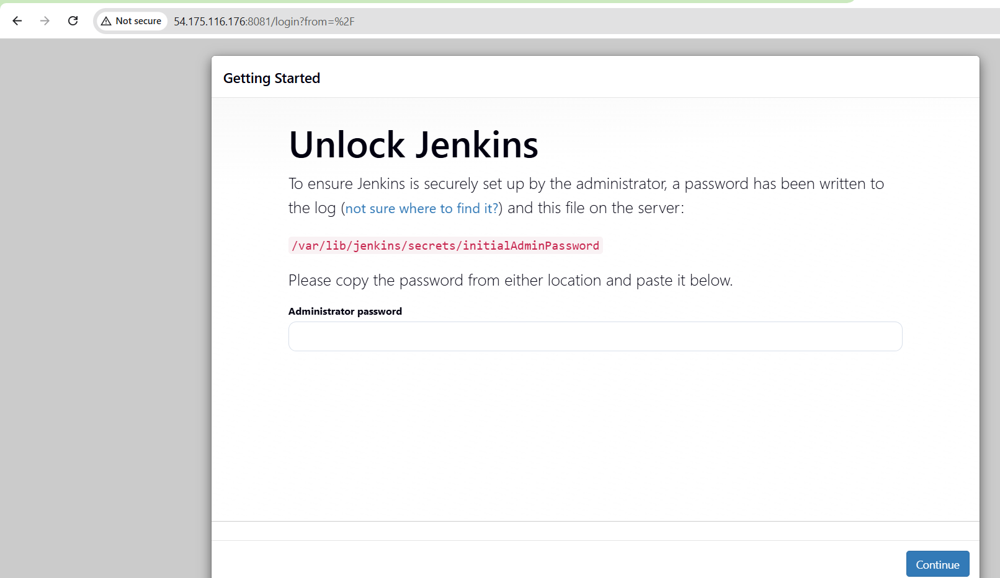 Not secure 54.175.116.176:8081/login?from=%2F
Getting Started
Unlock Jenkins
To ensure Jenkins is securely set up by the administrator, a password has been written to
the log (not sure where to find it?) and this file on the server:
/var/lib/jenkins/secrets/initialAdminPassword
Please copy the password from either location and paste it below.
Administrator password
Continue